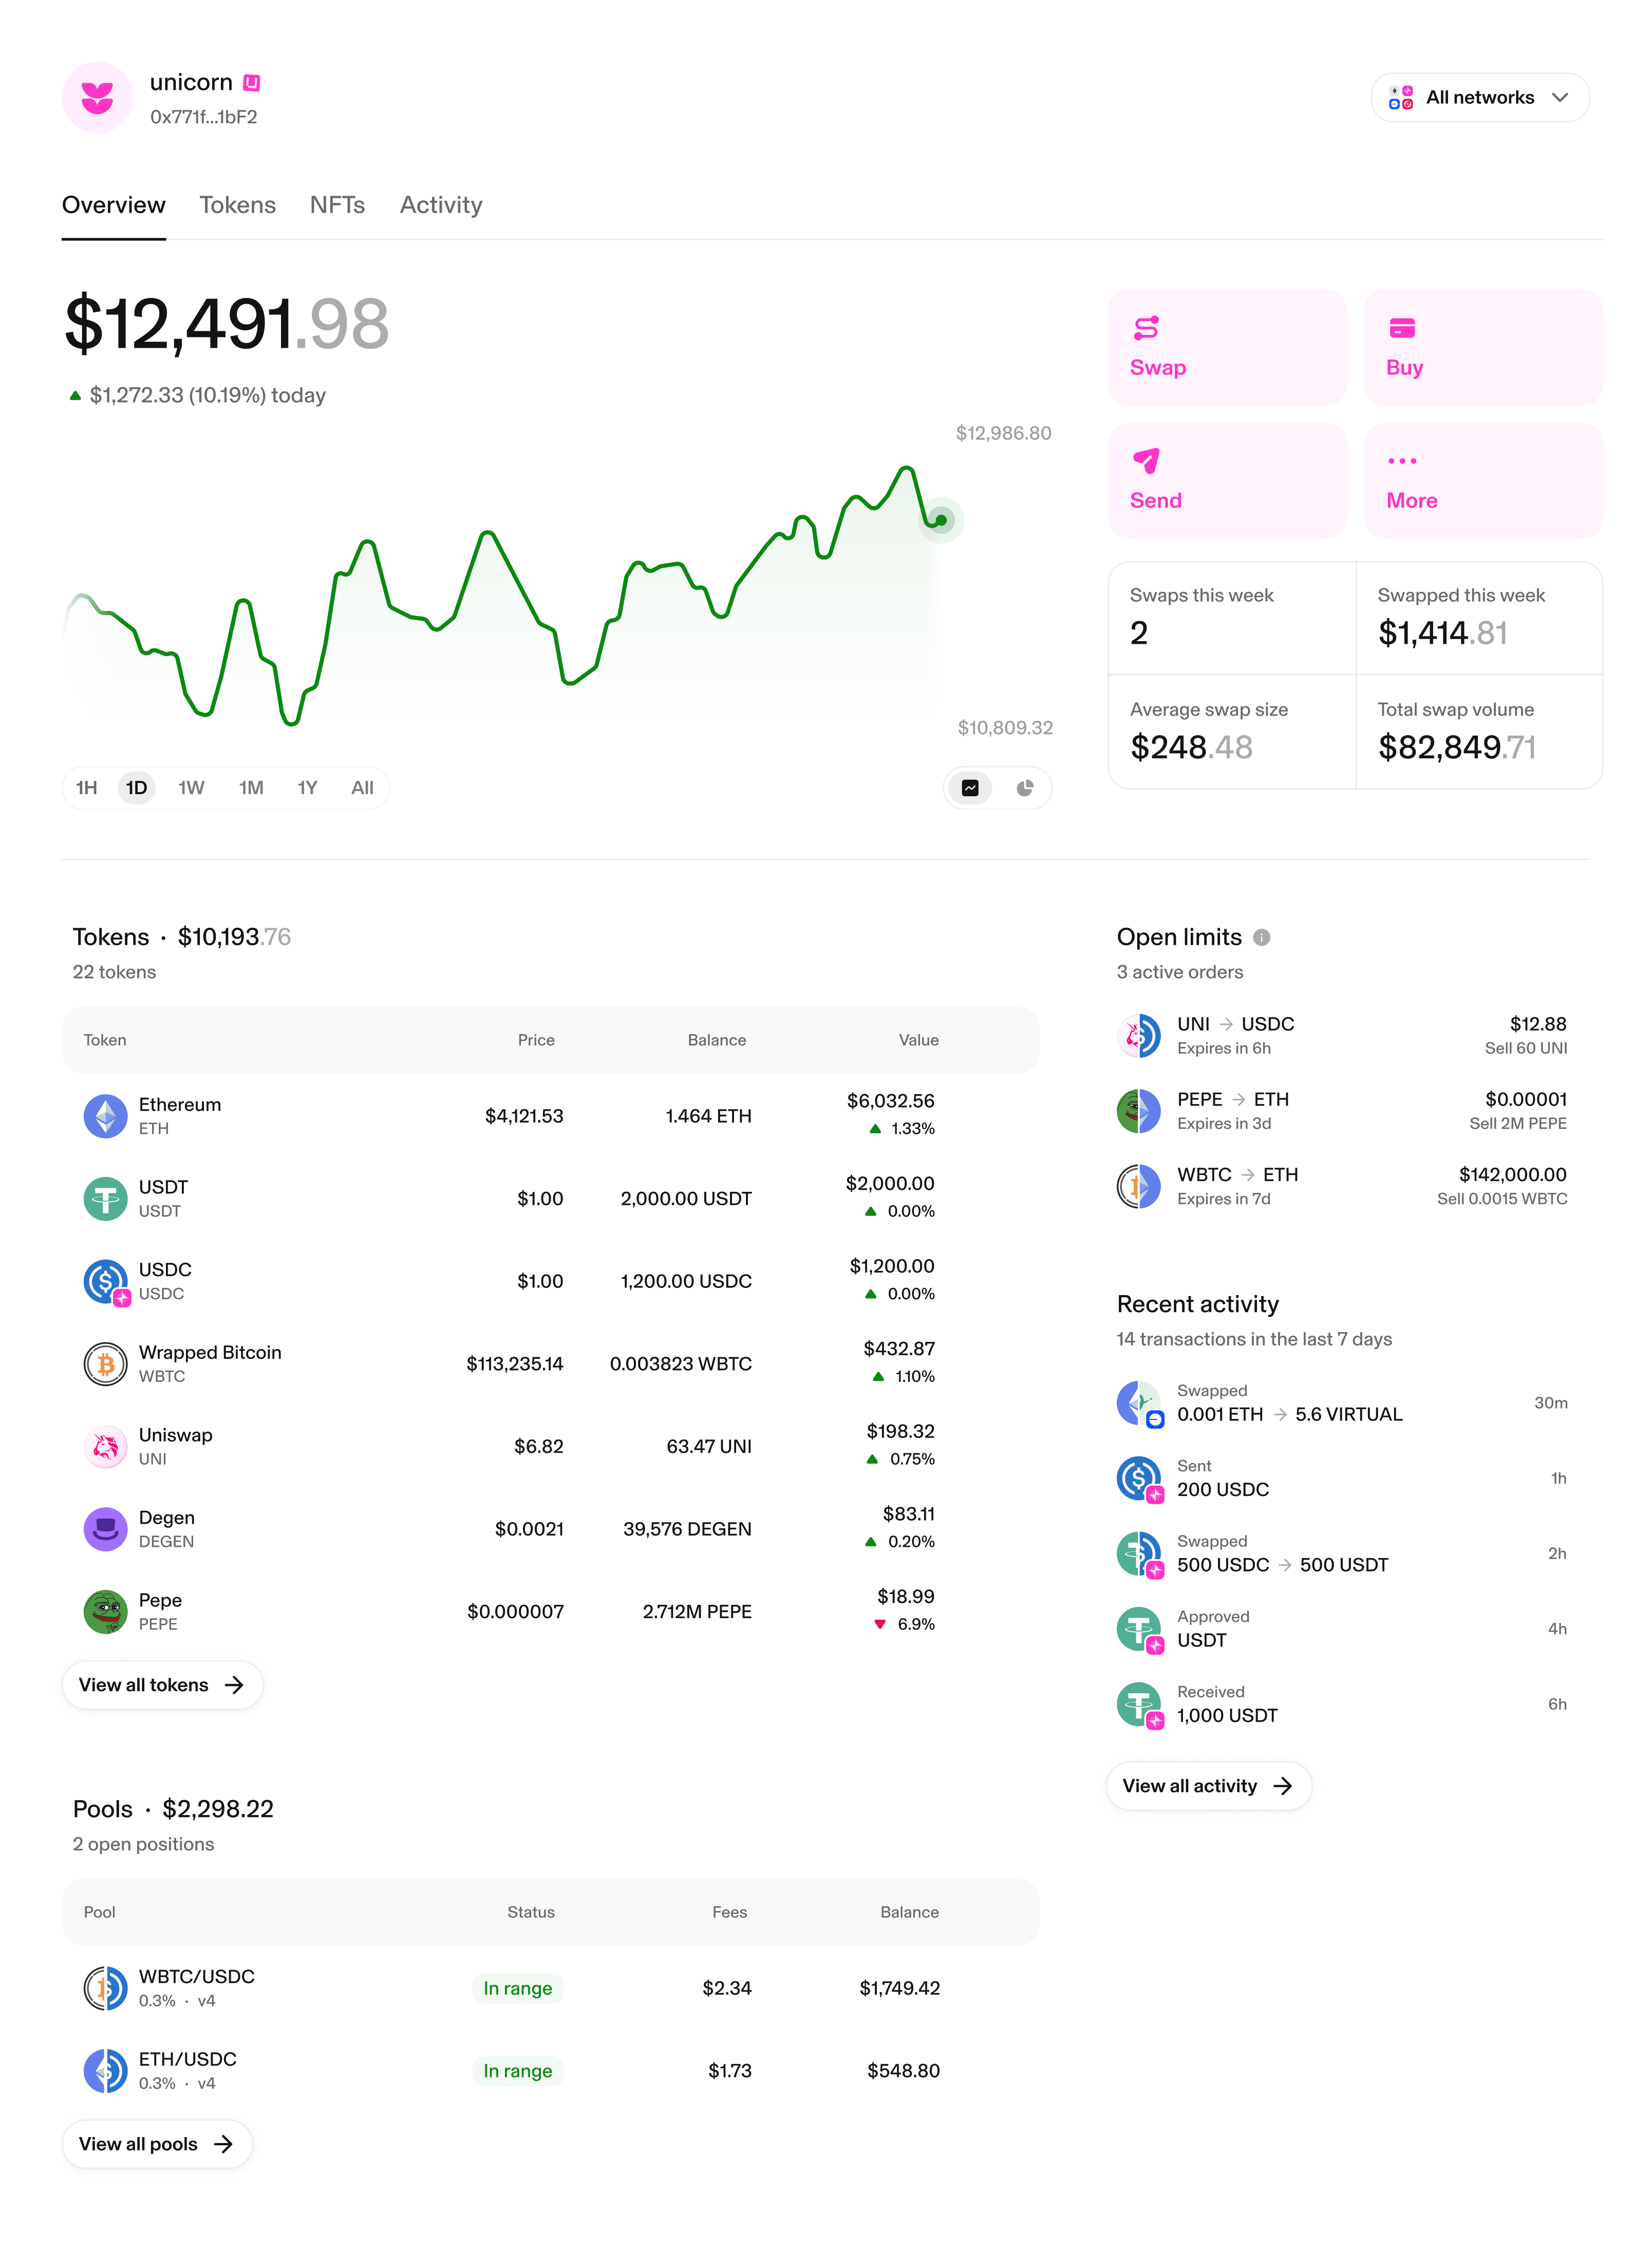 unicorn
0x771f...1bF2
All networks
Overview Tokens NFTs Activity
$12,491.98
$1,272.33 (10.19%) today
$12,986.80
$10,809.32
1H 1D 1W 1M 1Y All
Swap
Buy
Send
More
Swaps this week
2
Swapped this week
$1,414.81
Average swap size
$248.48
Total swap volume
$82,849.71
Tokens · $10,193.76
22 tokens
Token Price Balance Value
Ethereum
ETH
$4,121.53
1.464 ETH
$6,032.56
1.33%
USDT
USDT
$1.00
2,000.00 USDT
$2,000.00
0.00%
USDC
USDC
$1.00
1,200.00 USDC
$1,200.00
0.00%
Wrapped Bitcoin
WBTC
$113,235.14
0.003823 WBTC
$432.87
1.10%
Uniswap
UNI
$6.82
63.47 UNI
$198.32
0.75%
Degen
DEGEN
$0.0021
39,576 DEGEN
$83.11
0.20%
Pepe
PEPE
$0.000007
2.712M PEPE
$18.99
6.9%
View all tokens →
Pools · $2,298.22
2 open positions
Pool Status Fees Balance
WBTC/USDC
0.3% · v4
In range
$2.34
$1,749.42
ETH/USDC
0.3% · v4
In range
$1.73
$548.80
View all pools →
Open limits
3 active orders
UNI → USDC
Expires in 6h
$12.88
Sell 60 UNI
PEPE → ETH
Expires in 3d
$0.00001
Sell 2M PEPE
WBTC → ETH
Expires in 7d
$142,000.00
Sell 0.0015 WBTC
Recent activity
14 transactions in the last 7 days
Swapped
0.001 ETH → 5.6 VIRTUAL
30m
Sent
200 USDC
1h
Swapped
500 USDC → 500 USDT
2h
Approved
USDT
4h
Received
1,000 USDT
6h
View all activity →